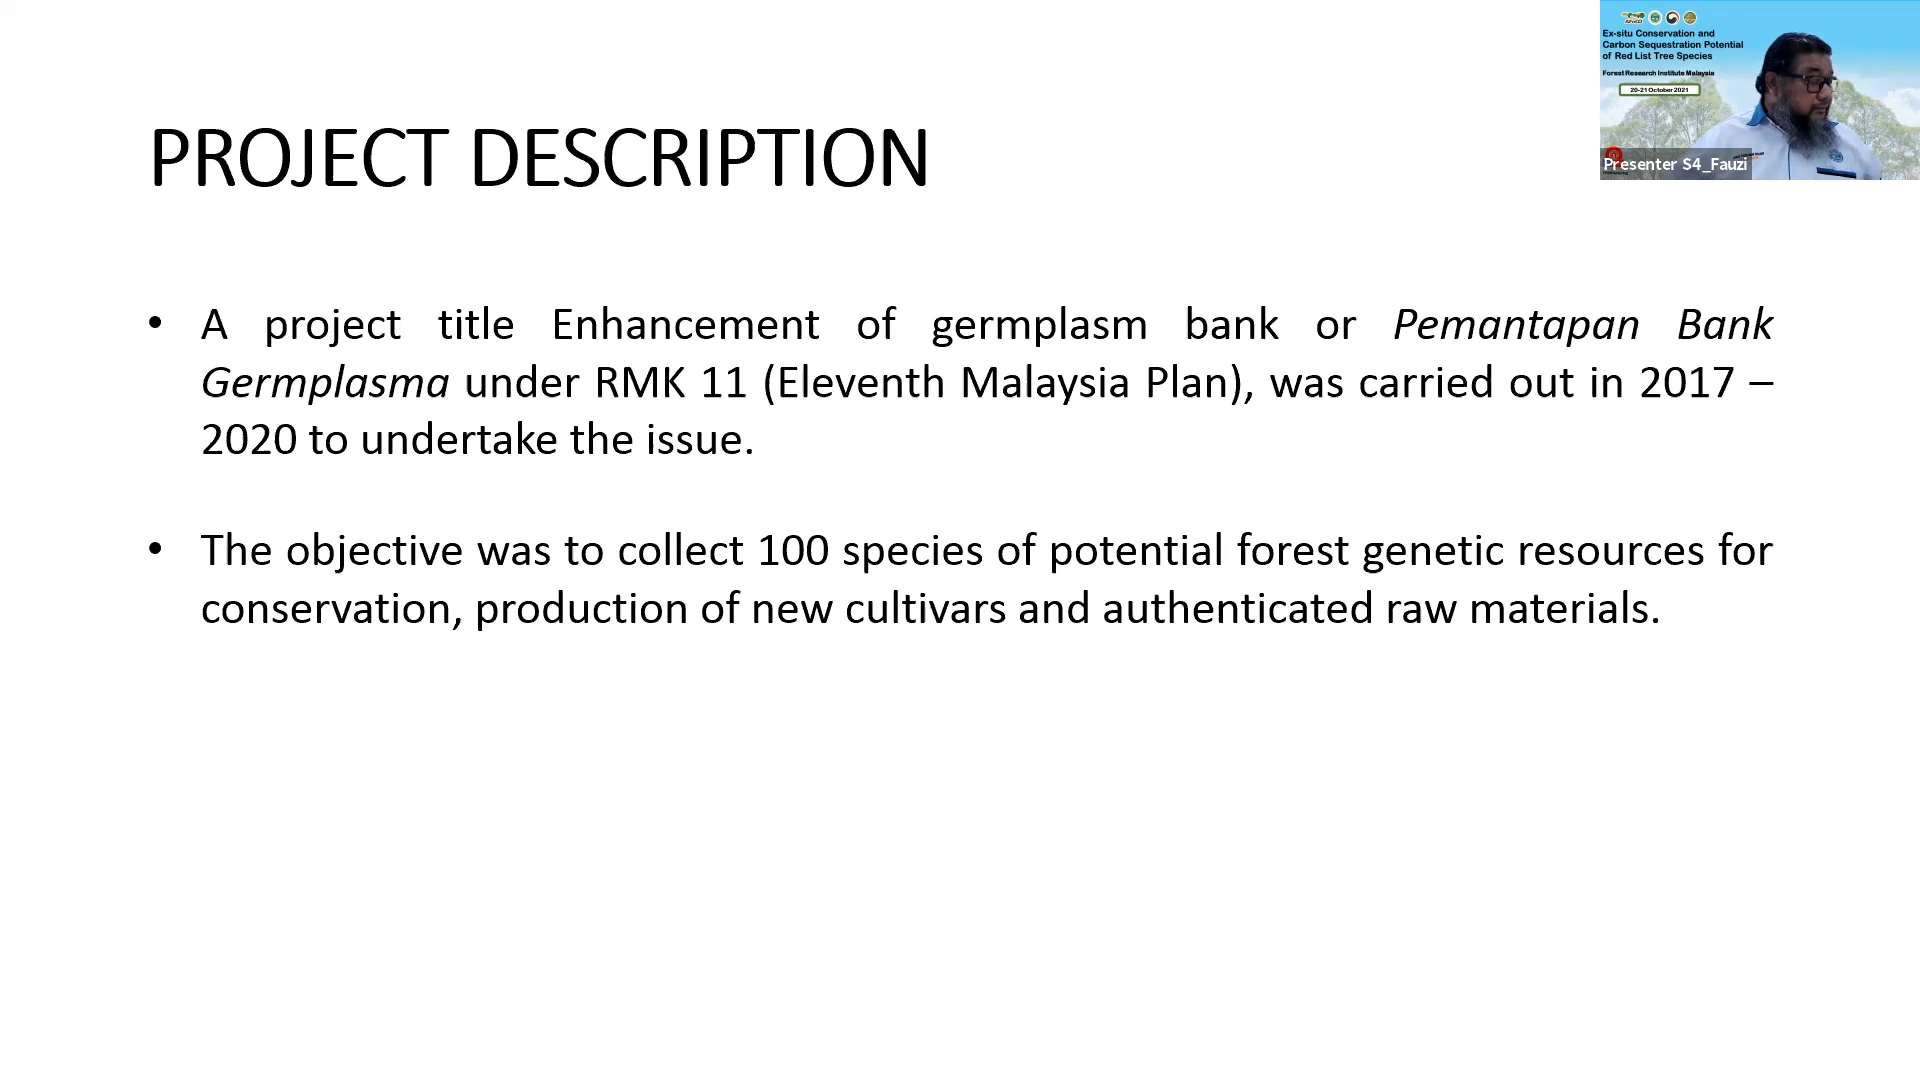 PROJECT DESCRIPTION
• A project title Enhancement of germplasm bank or Pemantapan Bank
Germplasma under RMK 11 (Eleventh Malaysia Plan), was carried out in 2017 –
2020 to undertake the issue.
• The objective was to collect 100 species of potential forest genetic resources for
conservation, production of new cultivars and authenticated raw materials.
Ex-situ Conservation and
Carbon Sequestration Potential
of Red List Tree Species
Forest Research Institute Malaysia
20-21 October 2021
Presenter S4_Fauzi